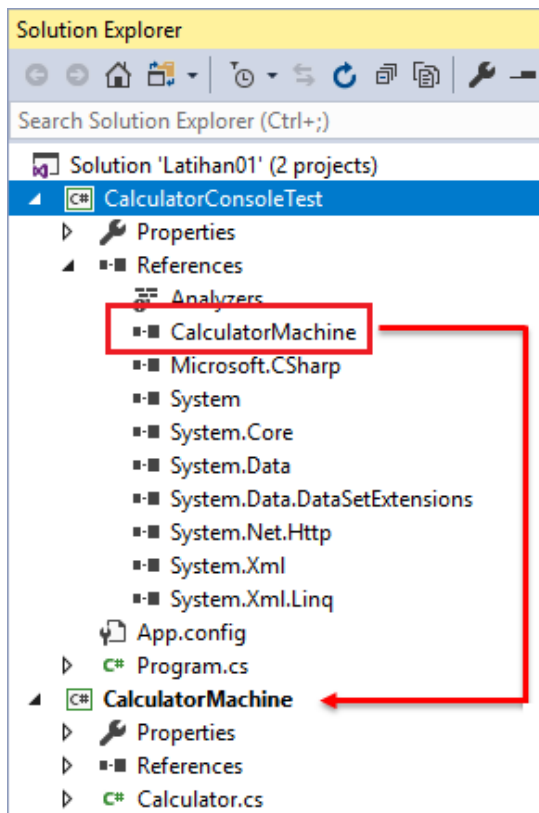 Solution Explorer
Search Solution Explorer (Ctrl+;)
Solution 'Latihan01' (2 projects)
C# CalculatorConsoleTest
Properties
References
Analyzers
CalculatorMachine
Microsoft.CSharp
System
System.Core
System.Data
System.Data.DataSetExtensions
System.Net.Http
System.Xml
System.Xml.Linq
App.config
C# Program.cs
C# CalculatorMachine
Properties
References
C# Calculator.cs